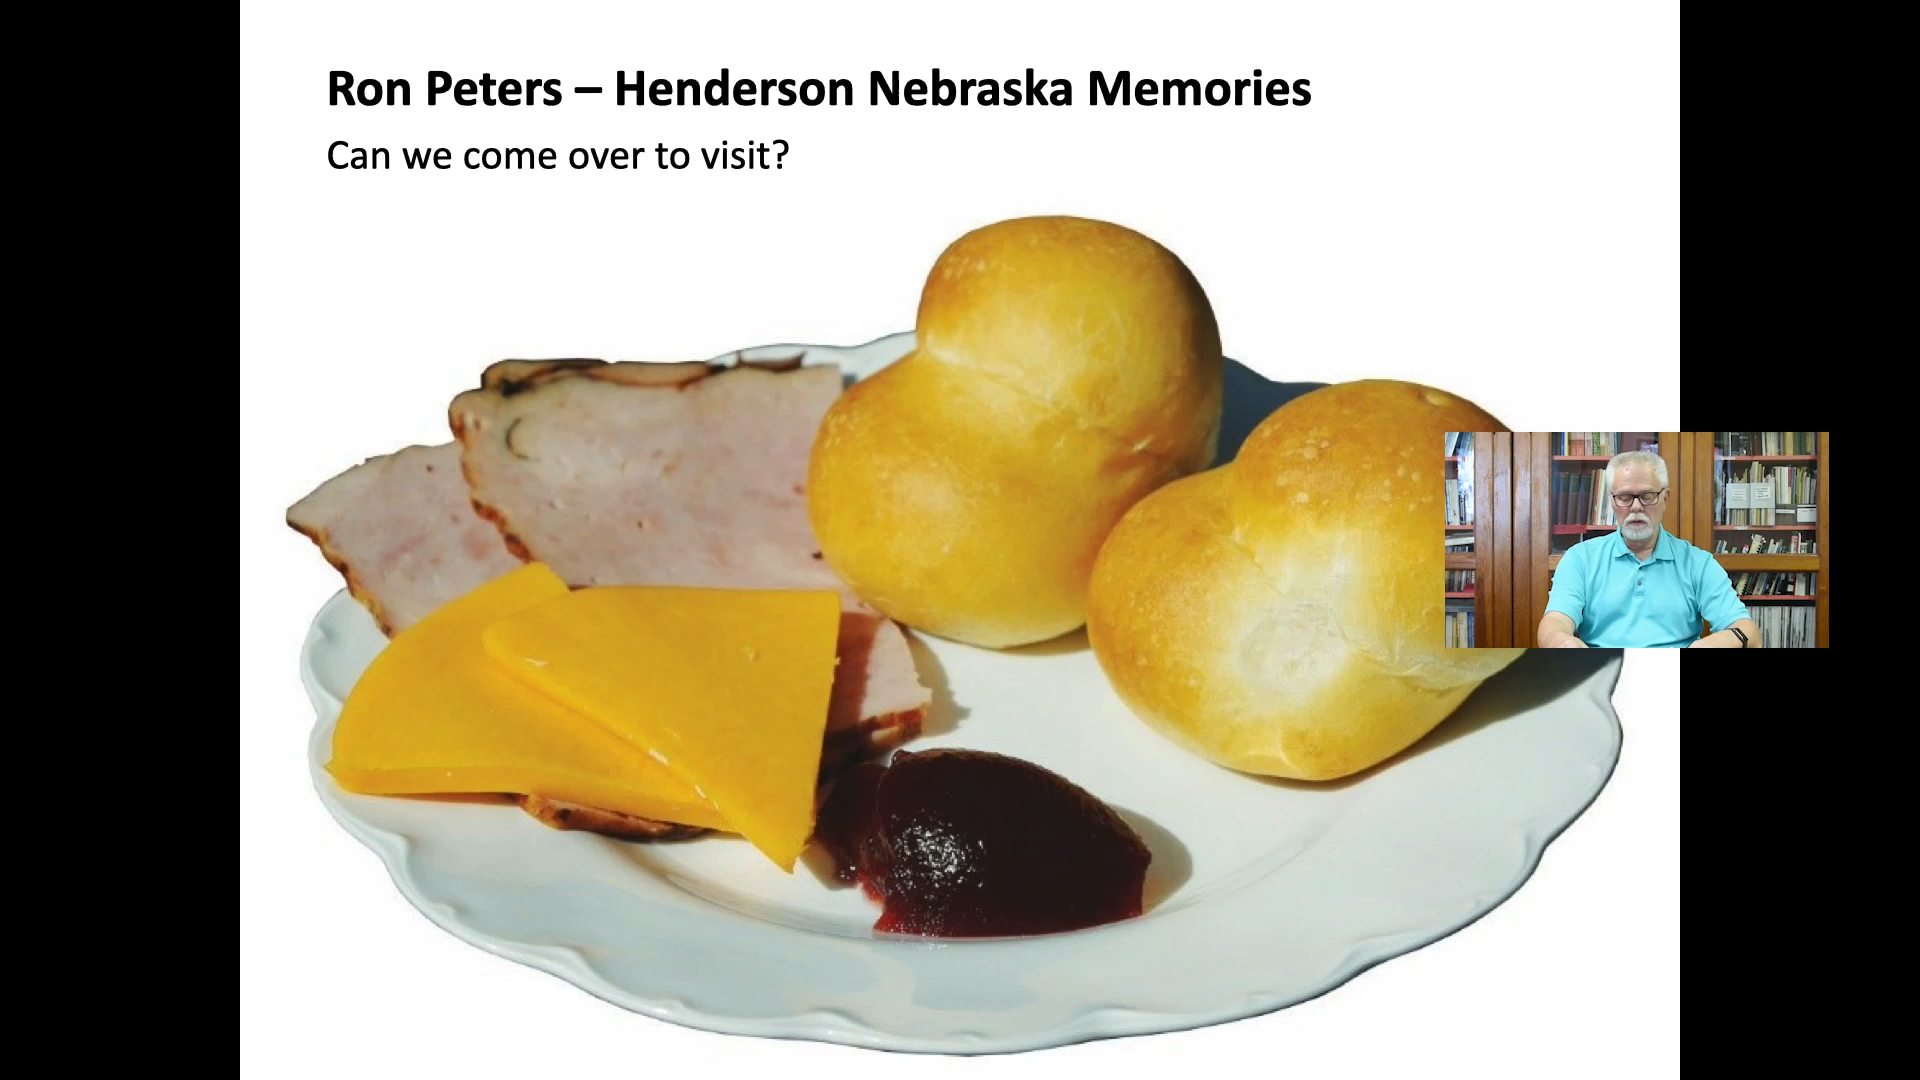 Ron Peters – Henderson Nebraska Memories
Can we come over to visit?